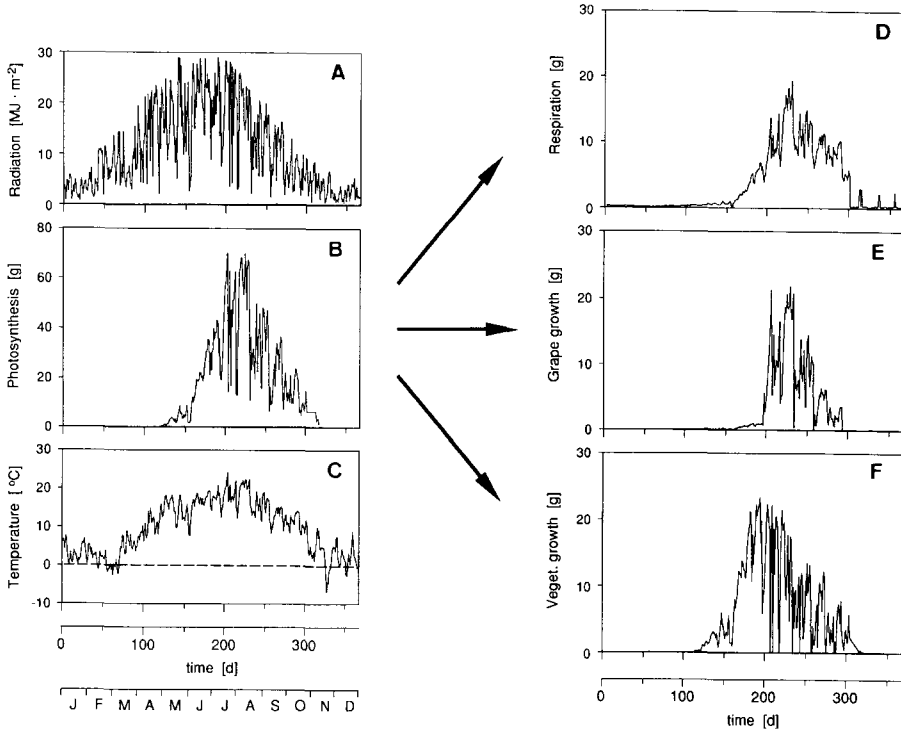 A
Radiation [MJ · m⁻²]
30
20
10
0
B
Photosynthesis [g]
80
60
40
20
0
C
Temperature [ ºC]
30
20
10
0
-10
0 100 200 300
time [d]
J F M A M J J A S O N D
D
Respiration [g]
30
20
10
0
E
Grape growth [g]
30
20
10
0
F
Veget. growth [g]
30
20
10
0
0 100 200 300
time [d]